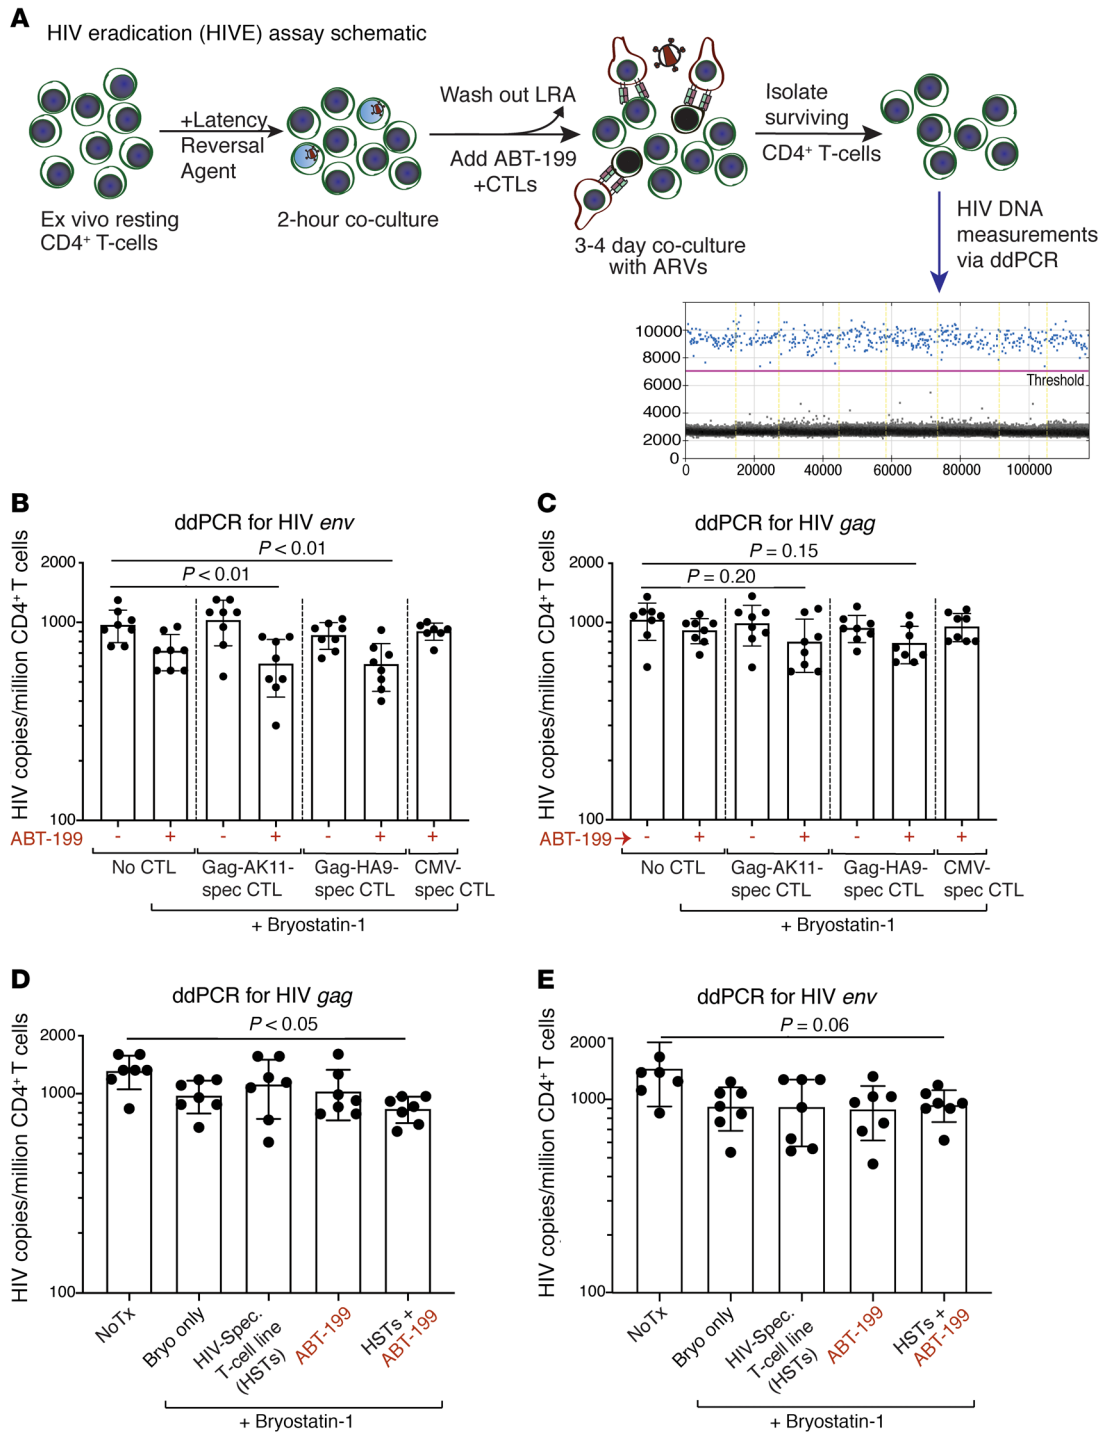 A
HIV eradication (HIVE) assay schematic
+Latency
Reversal
Agent
Wash out LRA
Add ABT-199
+CTLs
Isolate
surviving
CD4⁺ T-cells
Ex vivo resting
CD4⁺ T-cells
2-hour co-culture
3-4 day co-culture
with ARVs
HIV DNA
measurements
via ddPCR
10000
8000
6000
4000
2000
0
Threshold
0 20000 40000 60000 80000 100000
B
ddPCR for HIV env
P < 0.01
P < 0.01
HIV copies/million CD4⁺ T cells
2000
1000
100
ABT-199 - + - + - + +
No CTL
Gag-AK11-
spec CTL
Gag-HA9-
spec CTL
CMV-
spec CTL
+ Bryostatin-1
C
ddPCR for HIV gag
P = 0.15
P = 0.20
HIV copies/million CD4⁺ T cells
2000
1000
100
ABT-199 - + - + - + +
No CTL
Gag-AK11-
spec CTL
Gag-HA9-
spec CTL
CMV-
spec CTL
+ Bryostatin-1
D
ddPCR for HIV gag
P < 0.05
HIV copies/million CD4⁺ T cells
2000
1000
100
NoTx
Bryo only
HIV-Spec.
T-cell line
(HSTs)
ABT-199
HSTs +
ABT-199
+ Bryostatin-1
E
ddPCR for HIV env
P = 0.06
HIV copies/million CD4⁺ T cells
2000
1000
100
NoTx
Bryo only
HIV-Spec.
T-cell line
(HSTs)
ABT-199
HSTs +
ABT-199
+ Bryostatin-1